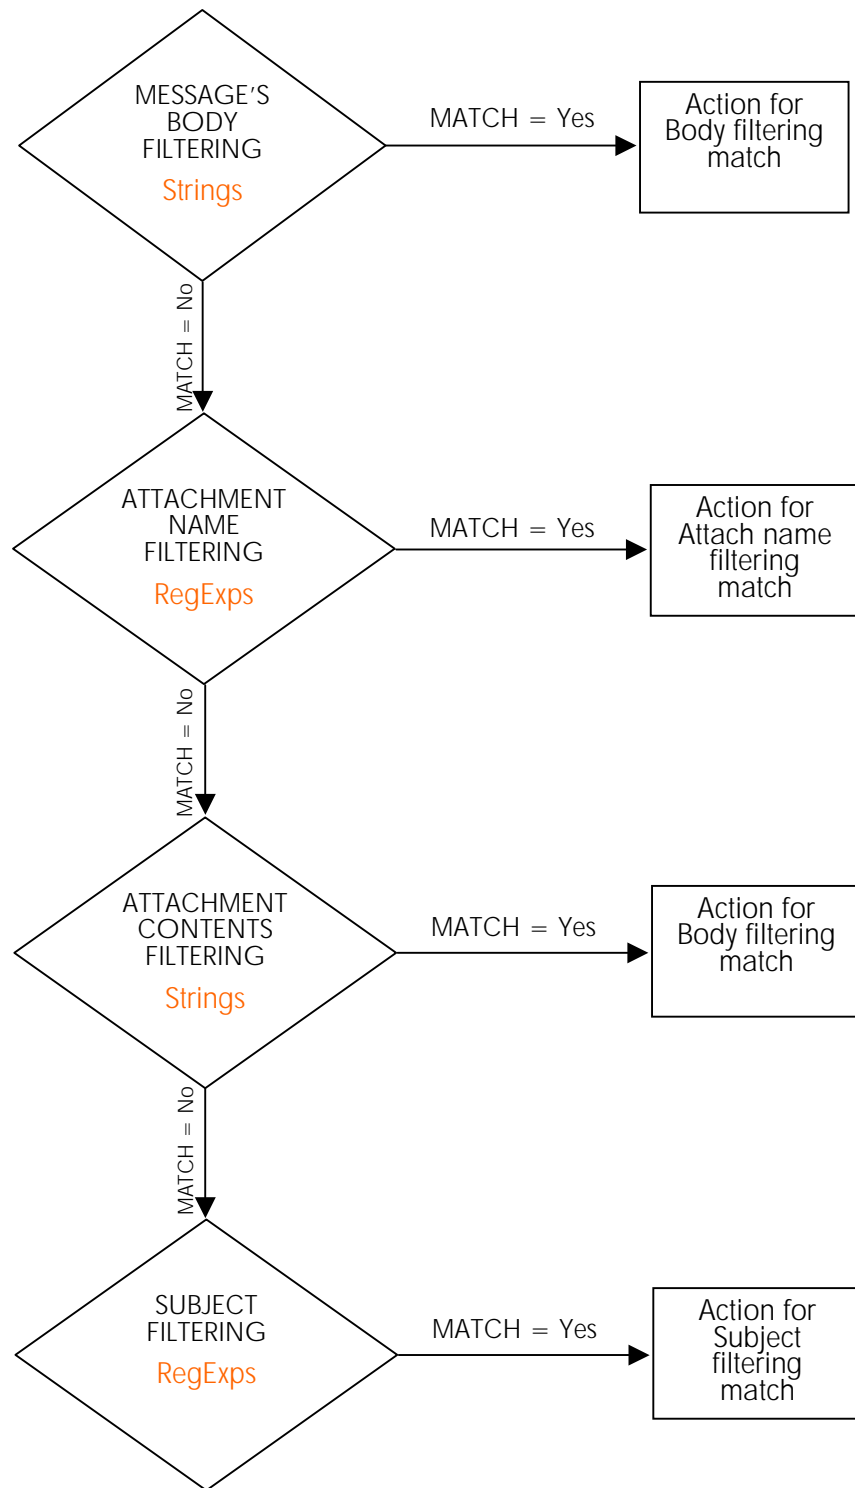 MESSAGE'S
BODY
FILTERING
Strings
MATCH = Yes
Action for
Body filtering
match
MATCH = No
ATTACHMENT
NAME
FILTERING
RegExps
MATCH = Yes
Action for
Attach name
filtering
match
MATCH = No
ATTACHMENT
CONTENTS
FILTERING
Strings
MATCH = Yes
Action for
Body filtering
match
MATCH = No
SUBJECT
FILTERING
RegExps
MATCH = Yes
Action for
Subject
filtering
match